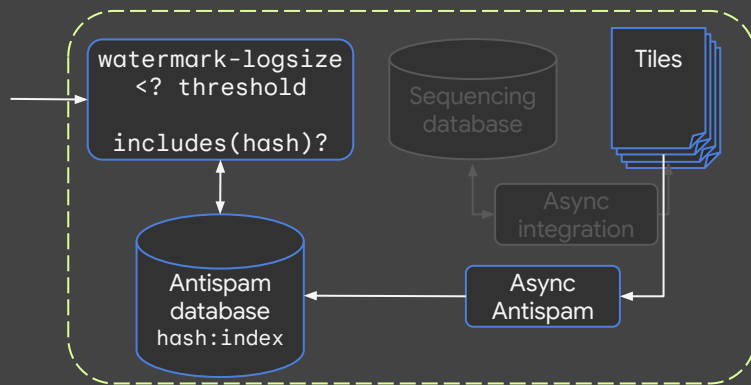 watermark-logsize
<? threshold
includes(hash)?
Sequencing
database
Tiles
Async
integration
Antispam
database
hash:index
Async
Antispam